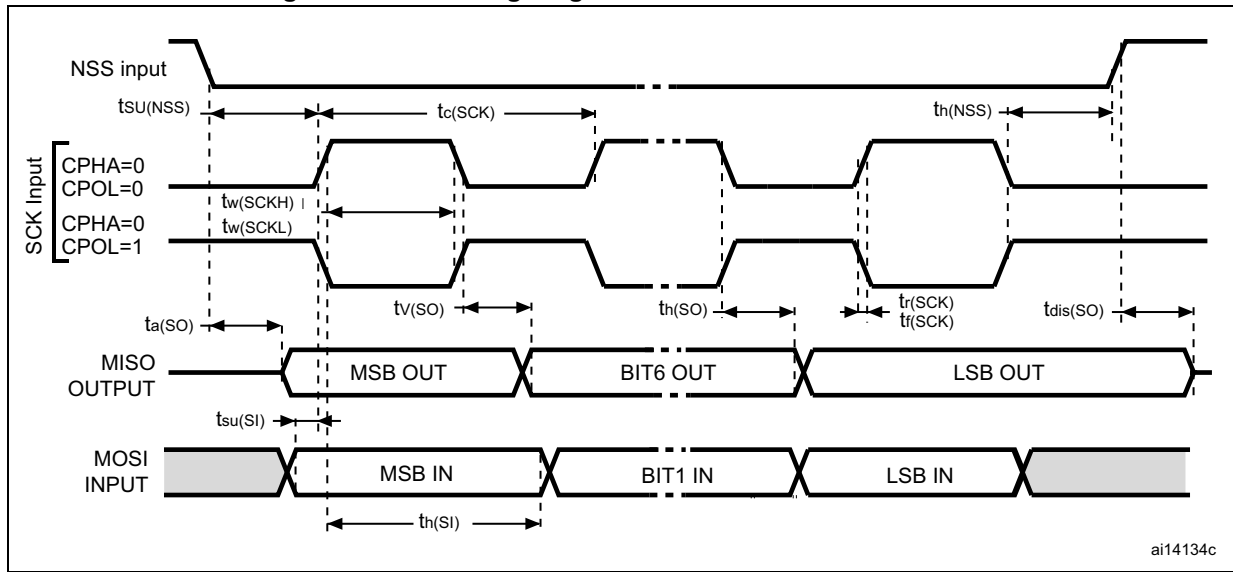 NSS input
tSU(NSS)
tc(SCK)
th(NSS)
SCK Input
CPHA=0
CPOL=0
tw(SCKH)
CPHA=0
tw(SCKL)
CPOL=1
tV(SO)
th(SO)
tr(SCK)
tf(SCK)
tdis(SO)
ta(SO)
MISO
OUTPUT
MSB OUT
BIT6 OUT
LSB OUT
tsu(SI)
MOSI
INPUT
MSB IN
BIT1 IN
LSB IN
th(SI)
ai14134c